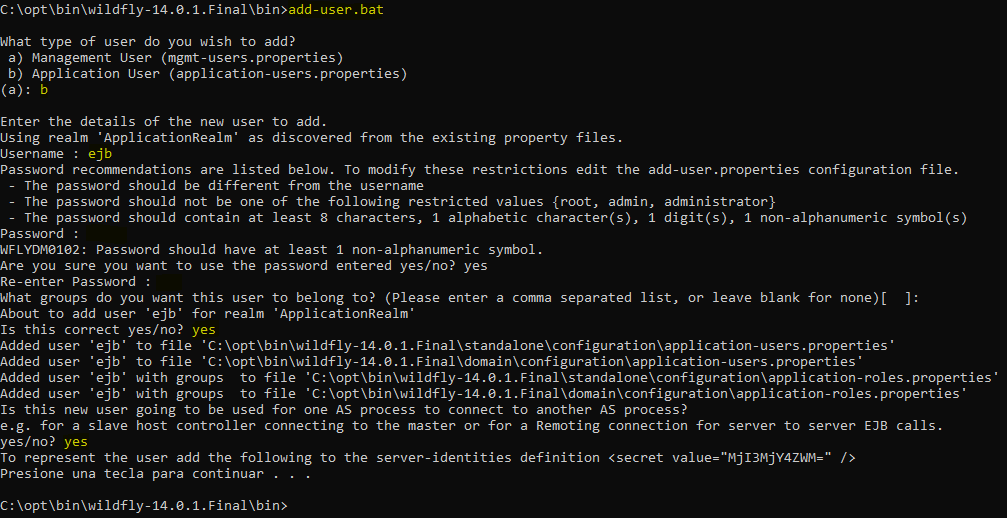 C:\opt\bin\wildfly-14.0.1.Final\bin>add-user.bat
What type of user do you wish to add?
a) Management User (mgmt-users.properties)
b) Application User (application-users.properties)
(a): b
Enter the details of the new user to add.
Using realm 'ApplicationRealm' as discovered from the existing property files.
Username : ejb
Password recommendations are listed below. To modify these restrictions edit the add-user.properties configuration file.
- The password should be different from the username
- The password should not be one of the following restricted values {root, admin, administrator}
- The password should contain at least 8 characters, 1 alphabetic character(s), 1 digit(s), 1 non-alphanumeric symbol(s)
Password :
WFLYDM0102: Password should have at least 1 non-alphanumeric symbol.
Are you sure you want to use the password entered yes/no? yes
Re-enter Password :
What groups do you want this user to belong to? (Please enter a comma separated list, or leave blank for none)[  ]:
About to add user 'ejb' for realm 'ApplicationRealm'
Is this correct yes/no? yes
Added user 'ejb' to file 'C:\opt\bin\wildfly-14.0.1.Final\standalone\configuration\application-users.properties'
Added user 'ejb' to file 'C:\opt\bin\wildfly-14.0.1.Final\domain\configuration\application-users.properties'
Added user 'ejb' with groups  to file 'C:\opt\bin\wildfly-14.0.1.Final\standalone\configuration\application-roles.properties'
Added user 'ejb' with groups  to file 'C:\opt\bin\wildfly-14.0.1.Final\domain\configuration\application-roles.properties'
Is this new user going to be used for one AS process to connect to another AS process?
e.g. for a slave host controller connecting to the master or for a Remoting connection for server to server EJB calls.
yes/no? yes
To represent the user add the following to the server-identities definition <secret value="MjI3MjY4ZWM=" />
Presione una tecla para continuar . . .
C:\opt\bin\wildfly-14.0.1.Final\bin>